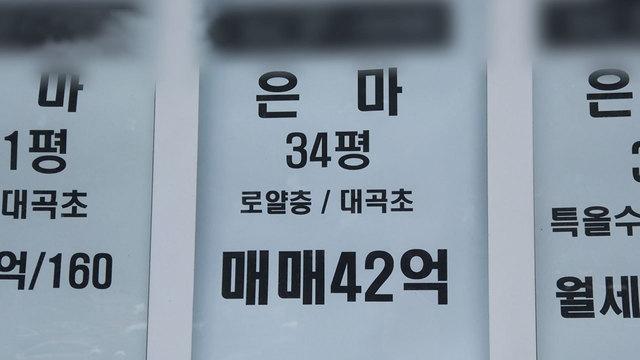 마
1평
대곡초
억/160
은 마
34평
로얄층 / 대곡초
매매42억
은
특올수
월세